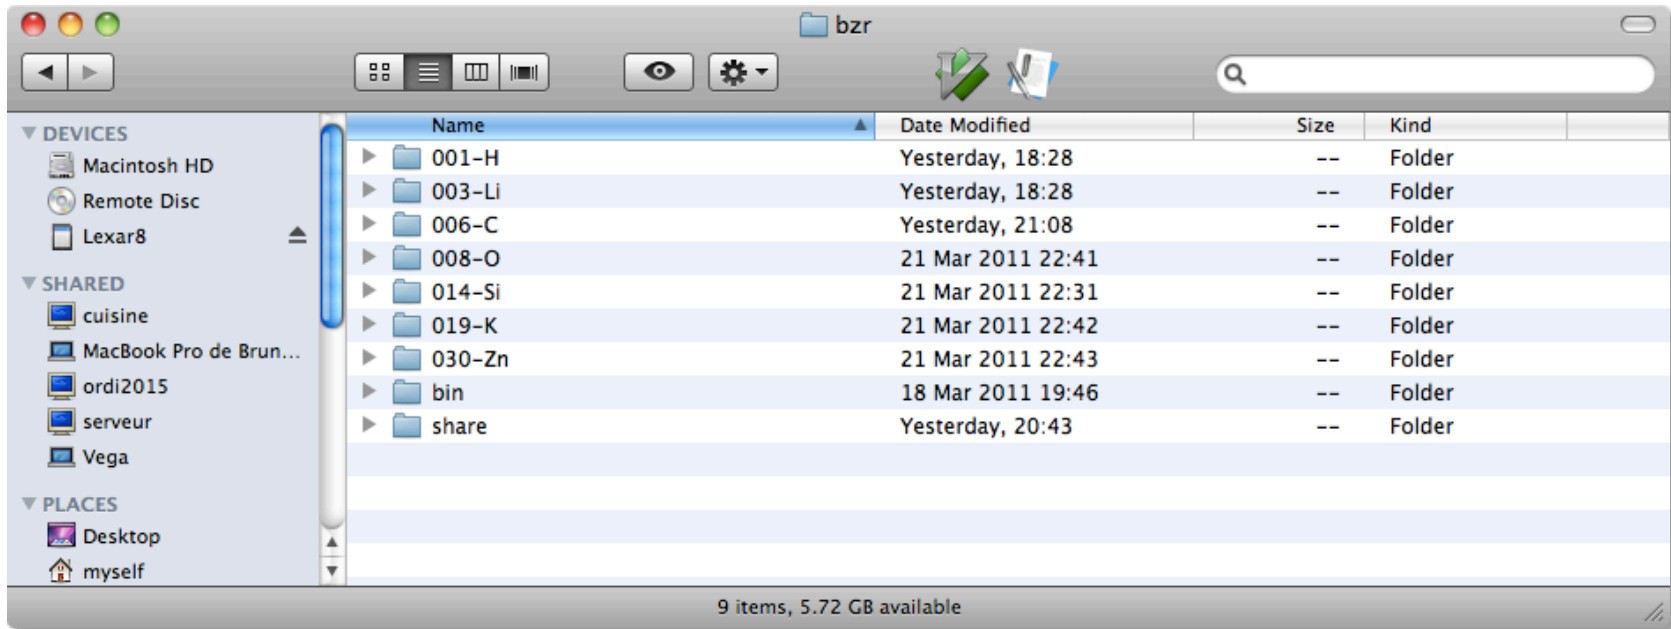 bzr
DEVICES
Macintosh HD
Remote Disc
Lexar8
SHARED
cuisine
MacBook Pro de Brun...
ordi2015
serveur
Vega
PLACES
Desktop
myself
Name Date Modified Size Kind
001-H Yesterday, 18:28 -- Folder
003-Li Yesterday, 18:28 -- Folder
006-C Yesterday, 21:08 -- Folder
008-O 21 Mar 2011 22:41 -- Folder
014-Si 21 Mar 2011 22:31 -- Folder
019-K 21 Mar 2011 22:42 -- Folder
030-Zn 21 Mar 2011 22:43 -- Folder
bin 18 Mar 2011 19:46 -- Folder
share Yesterday, 20:43 -- Folder
9 items, 5.72 GB available